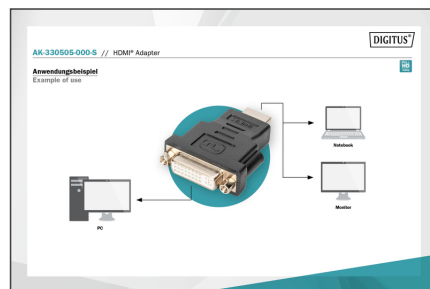 DIGITUS®
AK-330505-000-S // HDMI® Adapter
Anwendungsbeispiel
Example of use
Notebook
Monitor
PC